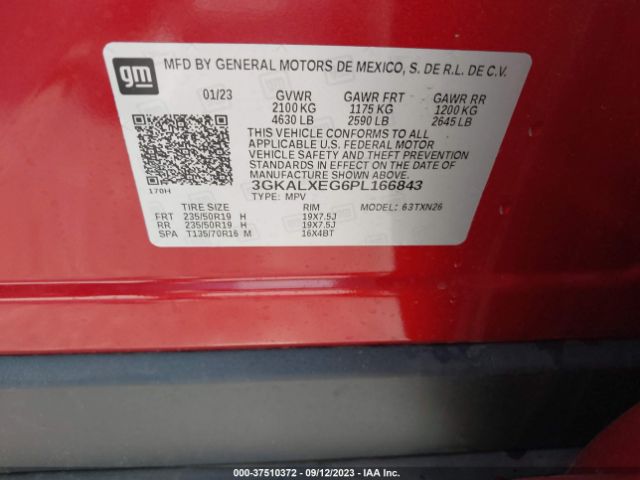 gm
MFD BY GENERAL MOTORS DE MEXICO, S. DE R.L. DE C.V.
01/23 GVWR GAWR FRT GAWR RR
2100 KG 1175 KG 1200 KG
4630 LB 2590 LB 2645 LB
THIS VEHICLE CONFORMS TO ALL
APPLICABLE U.S. FEDERAL MOTOR
VEHICLE SAFETY AND THEFT PREVENTION
STANDARDS IN EFFECT ON THE DATE OF
MANUFACTURE SHOWN ABOVE.
170H 3GKALXEG6PL166843
TYPE: MPV
TIRE SIZE RIM MODEL: 63TXN26
FRT 235/50R19 H 19X7.5J
RR 235/50R19 H 19X7.5J
SPA T135/70R16 M 16X4BT
IAA - 37510372 - 09/12/2023 - www.iaai.com/ca